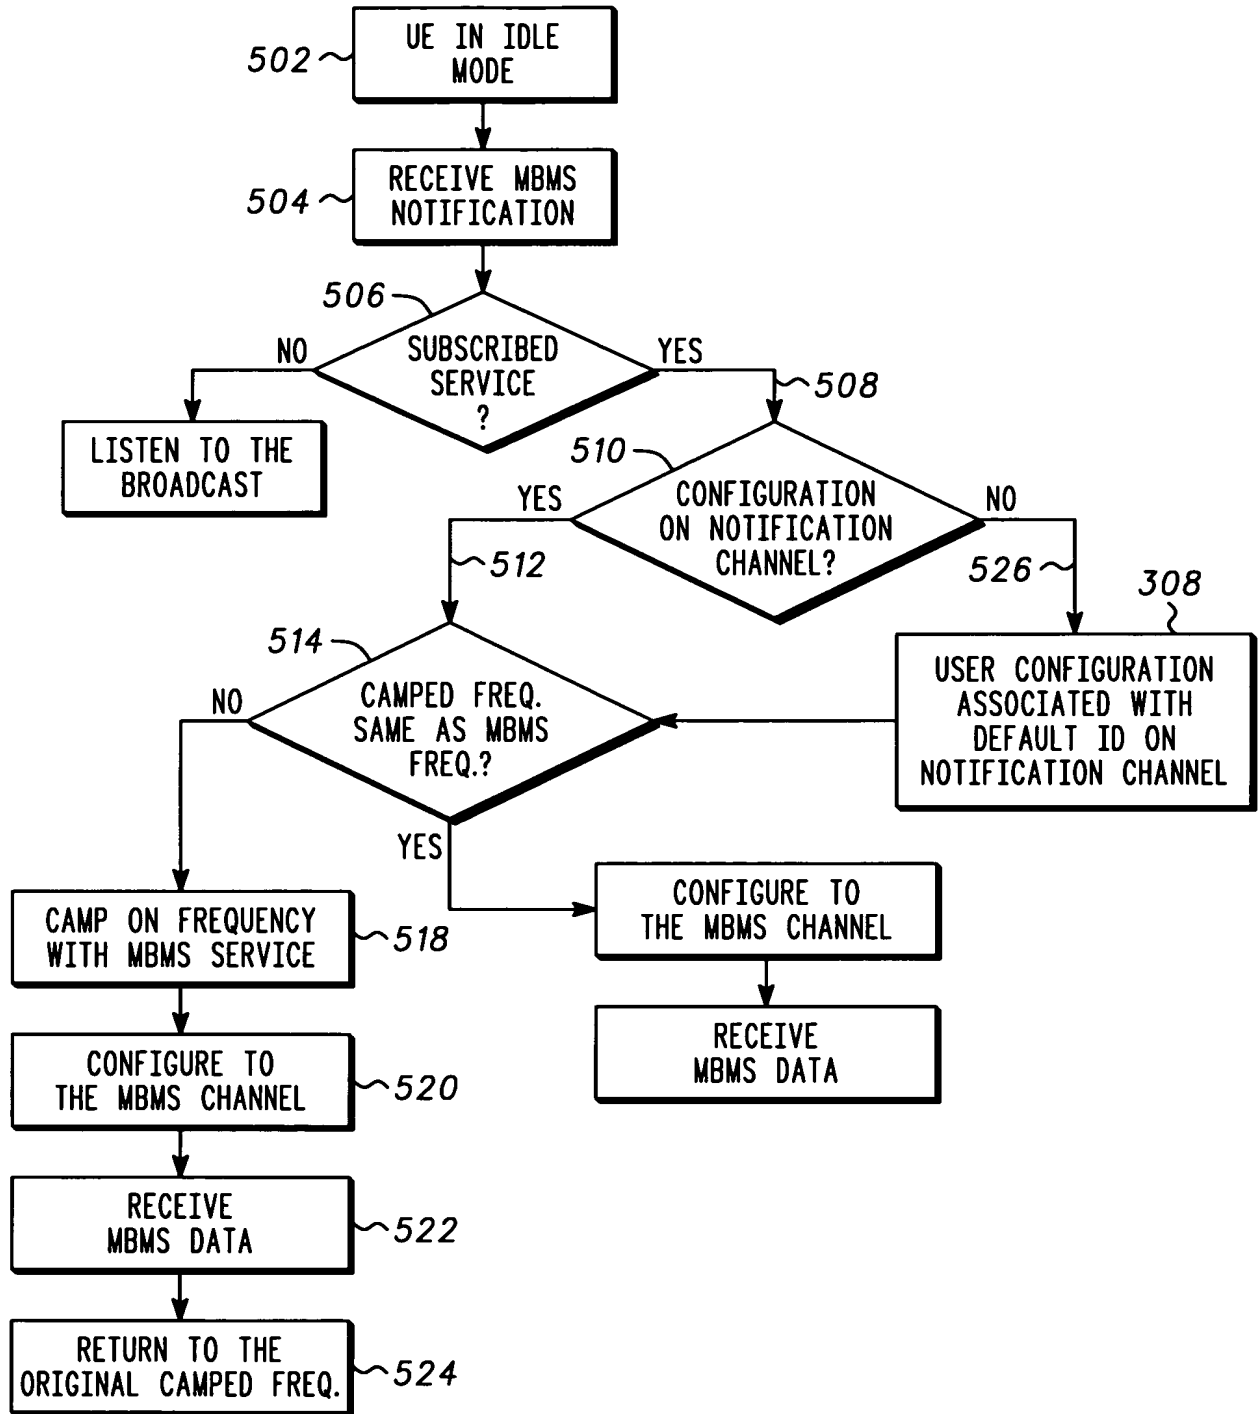 502
UE IN IDLE
MODE
504
RECEIVE MBMS
NOTIFICATION
506
SUBSCRIBED
SERVICE
?
NO
YES
508
LISTEN TO THE
BROADCAST
510
CONFIGURATION
ON NOTIFICATION
CHANNEL?
YES
NO
512
526
308
USER CONFIGURATION
ASSOCIATED WITH
DEFAULT ID ON
NOTIFICATION CHANNEL
514
CAMPED FREQ.
SAME AS MBMS
FREQ.?
NO
YES
CONFIGURE TO
THE MBMS CHANNEL
RECEIVE
MBMS DATA
CAMP ON FREQUENCY
WITH MBMS SERVICE
518
CONFIGURE TO
THE MBMS CHANNEL
520
RECEIVE
MBMS DATA
522
RETURN TO THE
ORIGINAL CAMPED FREQ.
524